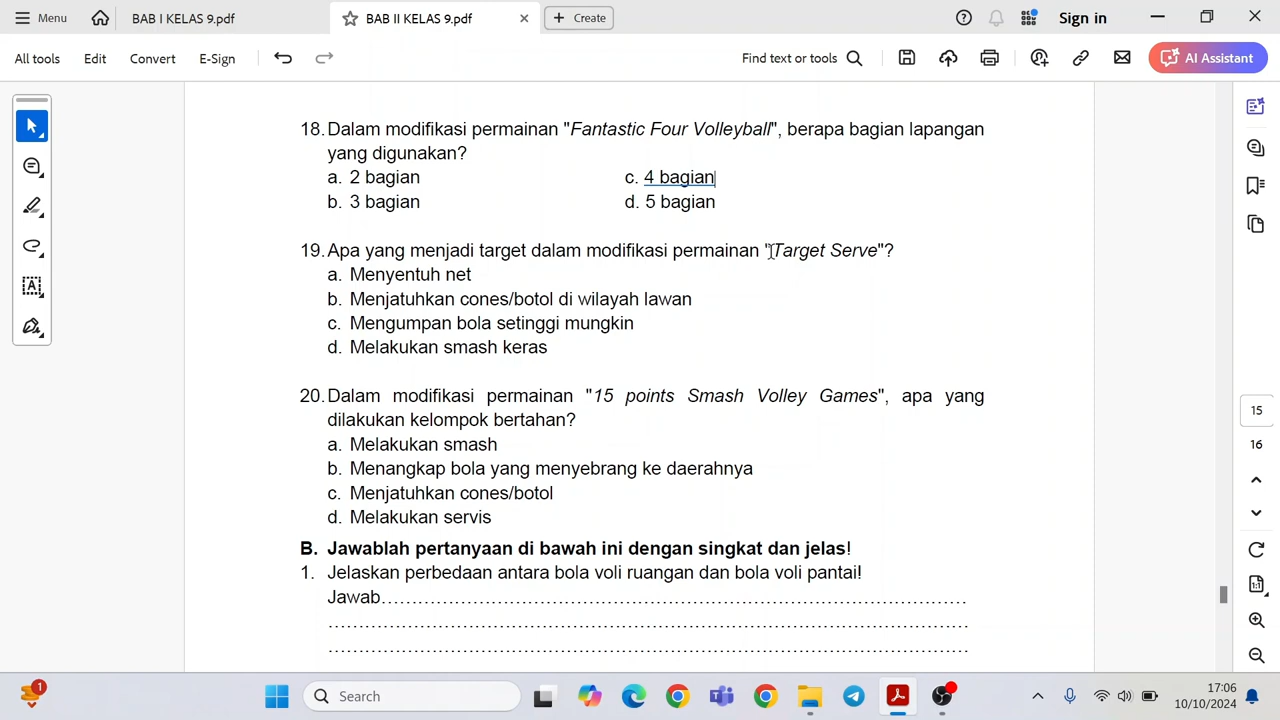 Menu
BAB I KELAS 9.pdf
BAB II KELAS 9.pdf
Create
Sign in
All tools
Edit
Convert
E-Sign
Find text or tools
AI Assistant
18. Dalam modifikasi permainan "Fantastic Four Volleyball", berapa bagian lapangan
yang digunakan?
a. 2 bagian
c. 4 bagian
b. 3 bagian
d. 5 bagian
19. Apa yang menjadi target dalam modifikasi permainan "Target Serve"?
a. Menyentuh net
b. Menjatuhkan cones/botol di wilayah lawan
c. Mengumpan bola setinggi mungkin
d. Melakukan smash keras
20. Dalam modifikasi permainan "15 points Smash Volley Games", apa yang
dilakukan kelompok bertahan?
a. Melakukan smash
b. Menangkap bola yang menyebrang ke daerahnya
c. Menjatuhkan cones/botol
d. Melakukan servis
B. Jawablah pertanyaan di bawah ini dengan singkat dan jelas!
1. Jelaskan perbedaan antara bola voli ruangan dan bola voli pantai!
Jawab................................................................................................
......................................................................................................
......................................................................................................
15
16
1:1
1
Search
17:06
10/10/2024